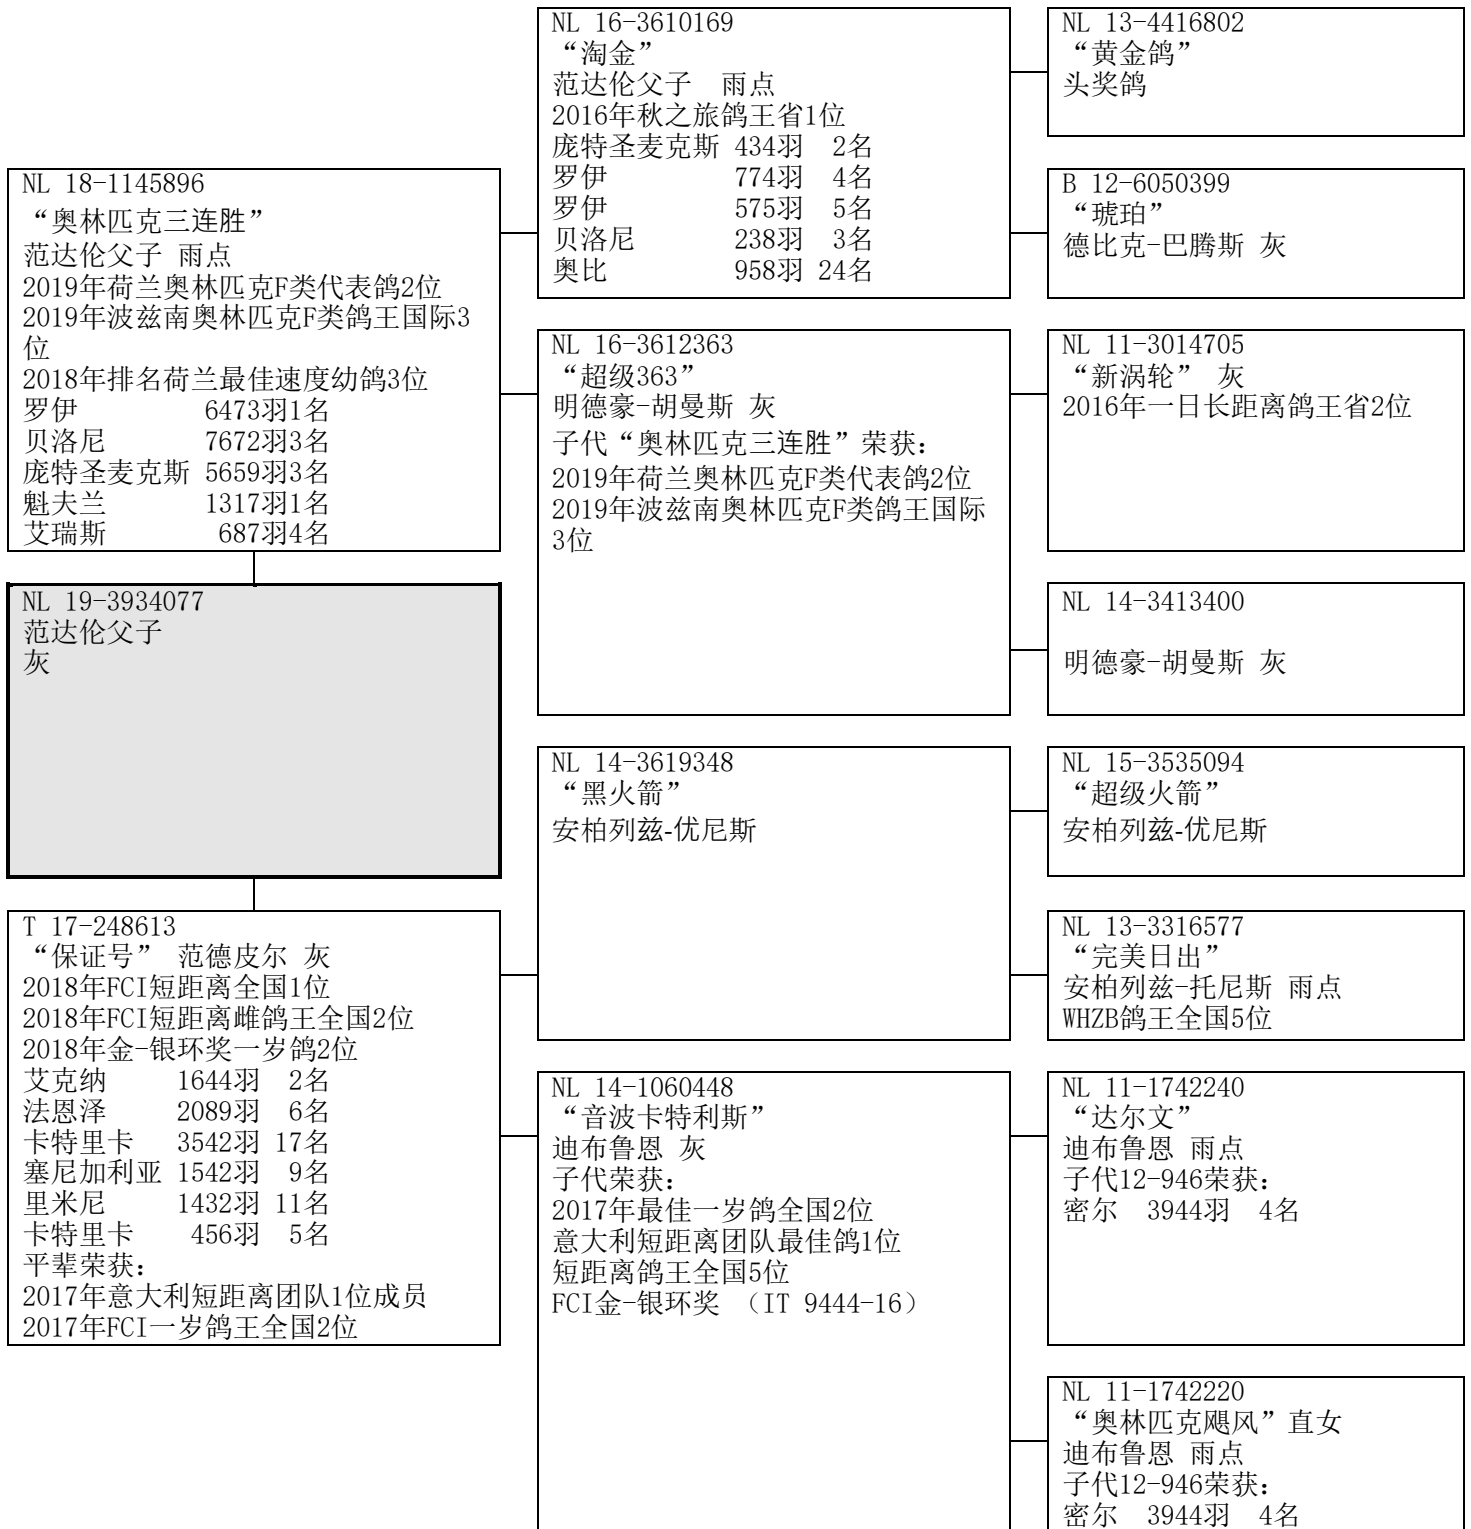 NL 18-1145896
“奥林匹克三连胜”
范达伦父子 雨点
2019年荷兰奥林匹克F类代表鸽2位
2019年波兹南奥林匹克F类鸽王国际3
位
2018年排名荷兰最佳速度幼鸽3位
罗伊 6473羽1名
贝洛尼 7672羽3名
庞特圣麦克斯 5659羽3名
魁夫兰 1317羽1名
艾瑞斯 687羽4名
NL 19-3934077
范达伦父子
灰
T 17-248613
“保证号” 范德皮尔 灰
2018年FCI短距离全国1位
2018年FCI短距离雌鸽王全国2位
2018年金-银环奖一岁鸽2位
艾克纳 1644羽 2名
法恩泽 2089羽 6名
卡特里卡 3542羽 17名
塞尼加利亚 1542羽 9名
里米尼 1432羽 11名
卡特里卡 456羽 5名
平辈荣获：
2017年意大利短距离团队1位成员
2017年FCI一岁鸽王全国2位
NL 16-3610169
“淘金”
范达伦父子 雨点
2016年秋之旅鸽王省1位
庞特圣麦克斯 434羽 2名
罗伊 774羽 4名
罗伊 575羽 5名
贝洛尼 238羽 3名
奥比 958羽 24名
NL 16-3612363
“超级363”
明德豪-胡曼斯 灰
子代“奥林匹克三连胜”荣获：
2019年荷兰奥林匹克F类代表鸽2位
2019年波兹南奥林匹克F类鸽王国际
3位
NL 14-3619348
“黑火箭”
安柏列兹-优尼斯
NL 14-1060448
“音波卡特利斯”
迪布鲁恩 灰
子代荣获：
2017年最佳一岁鸽全国2位
意大利短距离团队最佳鸽1位
短距离鸽王全国5位
FCI金-银环奖 （IT 9444-16）
NL 13-4416802
“黄金鸽”
头奖鸽
B 12-6050399
“琥珀”
德比克-巴腾斯 灰
NL 11-3014705
“新涡轮” 灰
2016年一日长距离鸽王省2位
NL 14-3413400
明德豪-胡曼斯 灰
NL 15-3535094
“超级火箭”
安柏列兹-优尼斯
NL 13-3316577
“完美日出”
安柏列兹-托尼斯 雨点
WHZB鸽王全国5位
NL 11-1742240
“达尔文”
迪布鲁恩 雨点
子代12-946荣获：
密尔 3944羽 4名
NL 11-1742220
“奥林匹克飓风”直女
迪布鲁恩 雨点
子代12-946荣获：
密尔 3944羽 4名